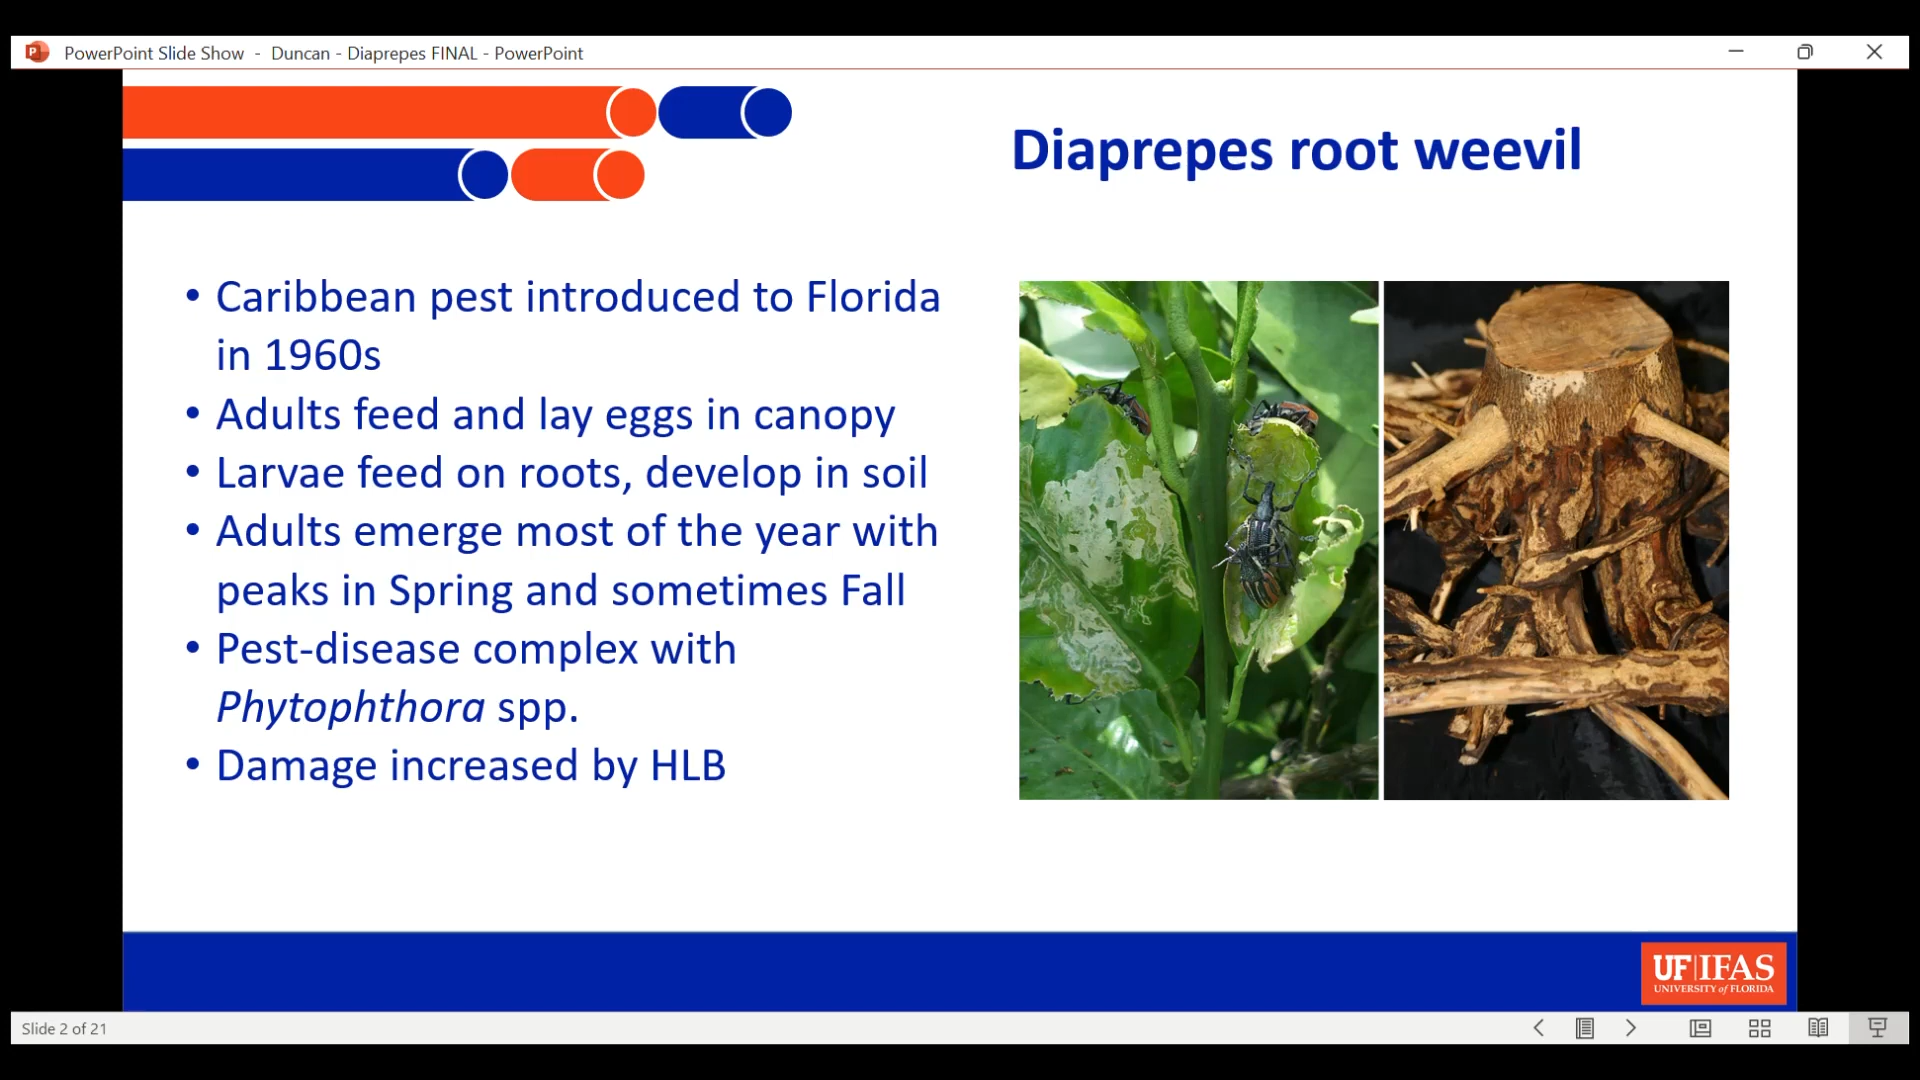 PowerPoint Slide Show - Duncan - Diaprepes FINAL - PowerPoint
Diaprepes root weevil
• Caribbean pest introduced to Florida
in 1960s
• Adults feed and lay eggs in canopy
• Larvae feed on roots, develop in soil
• Adults emerge most of the year with
peaks in Spring and sometimes Fall
• Pest-disease complex with
Phytophthora spp.
• Damage increased by HLB
UF|IFAS
UNIVERSITY of FLORIDA
Slide 2 of 21